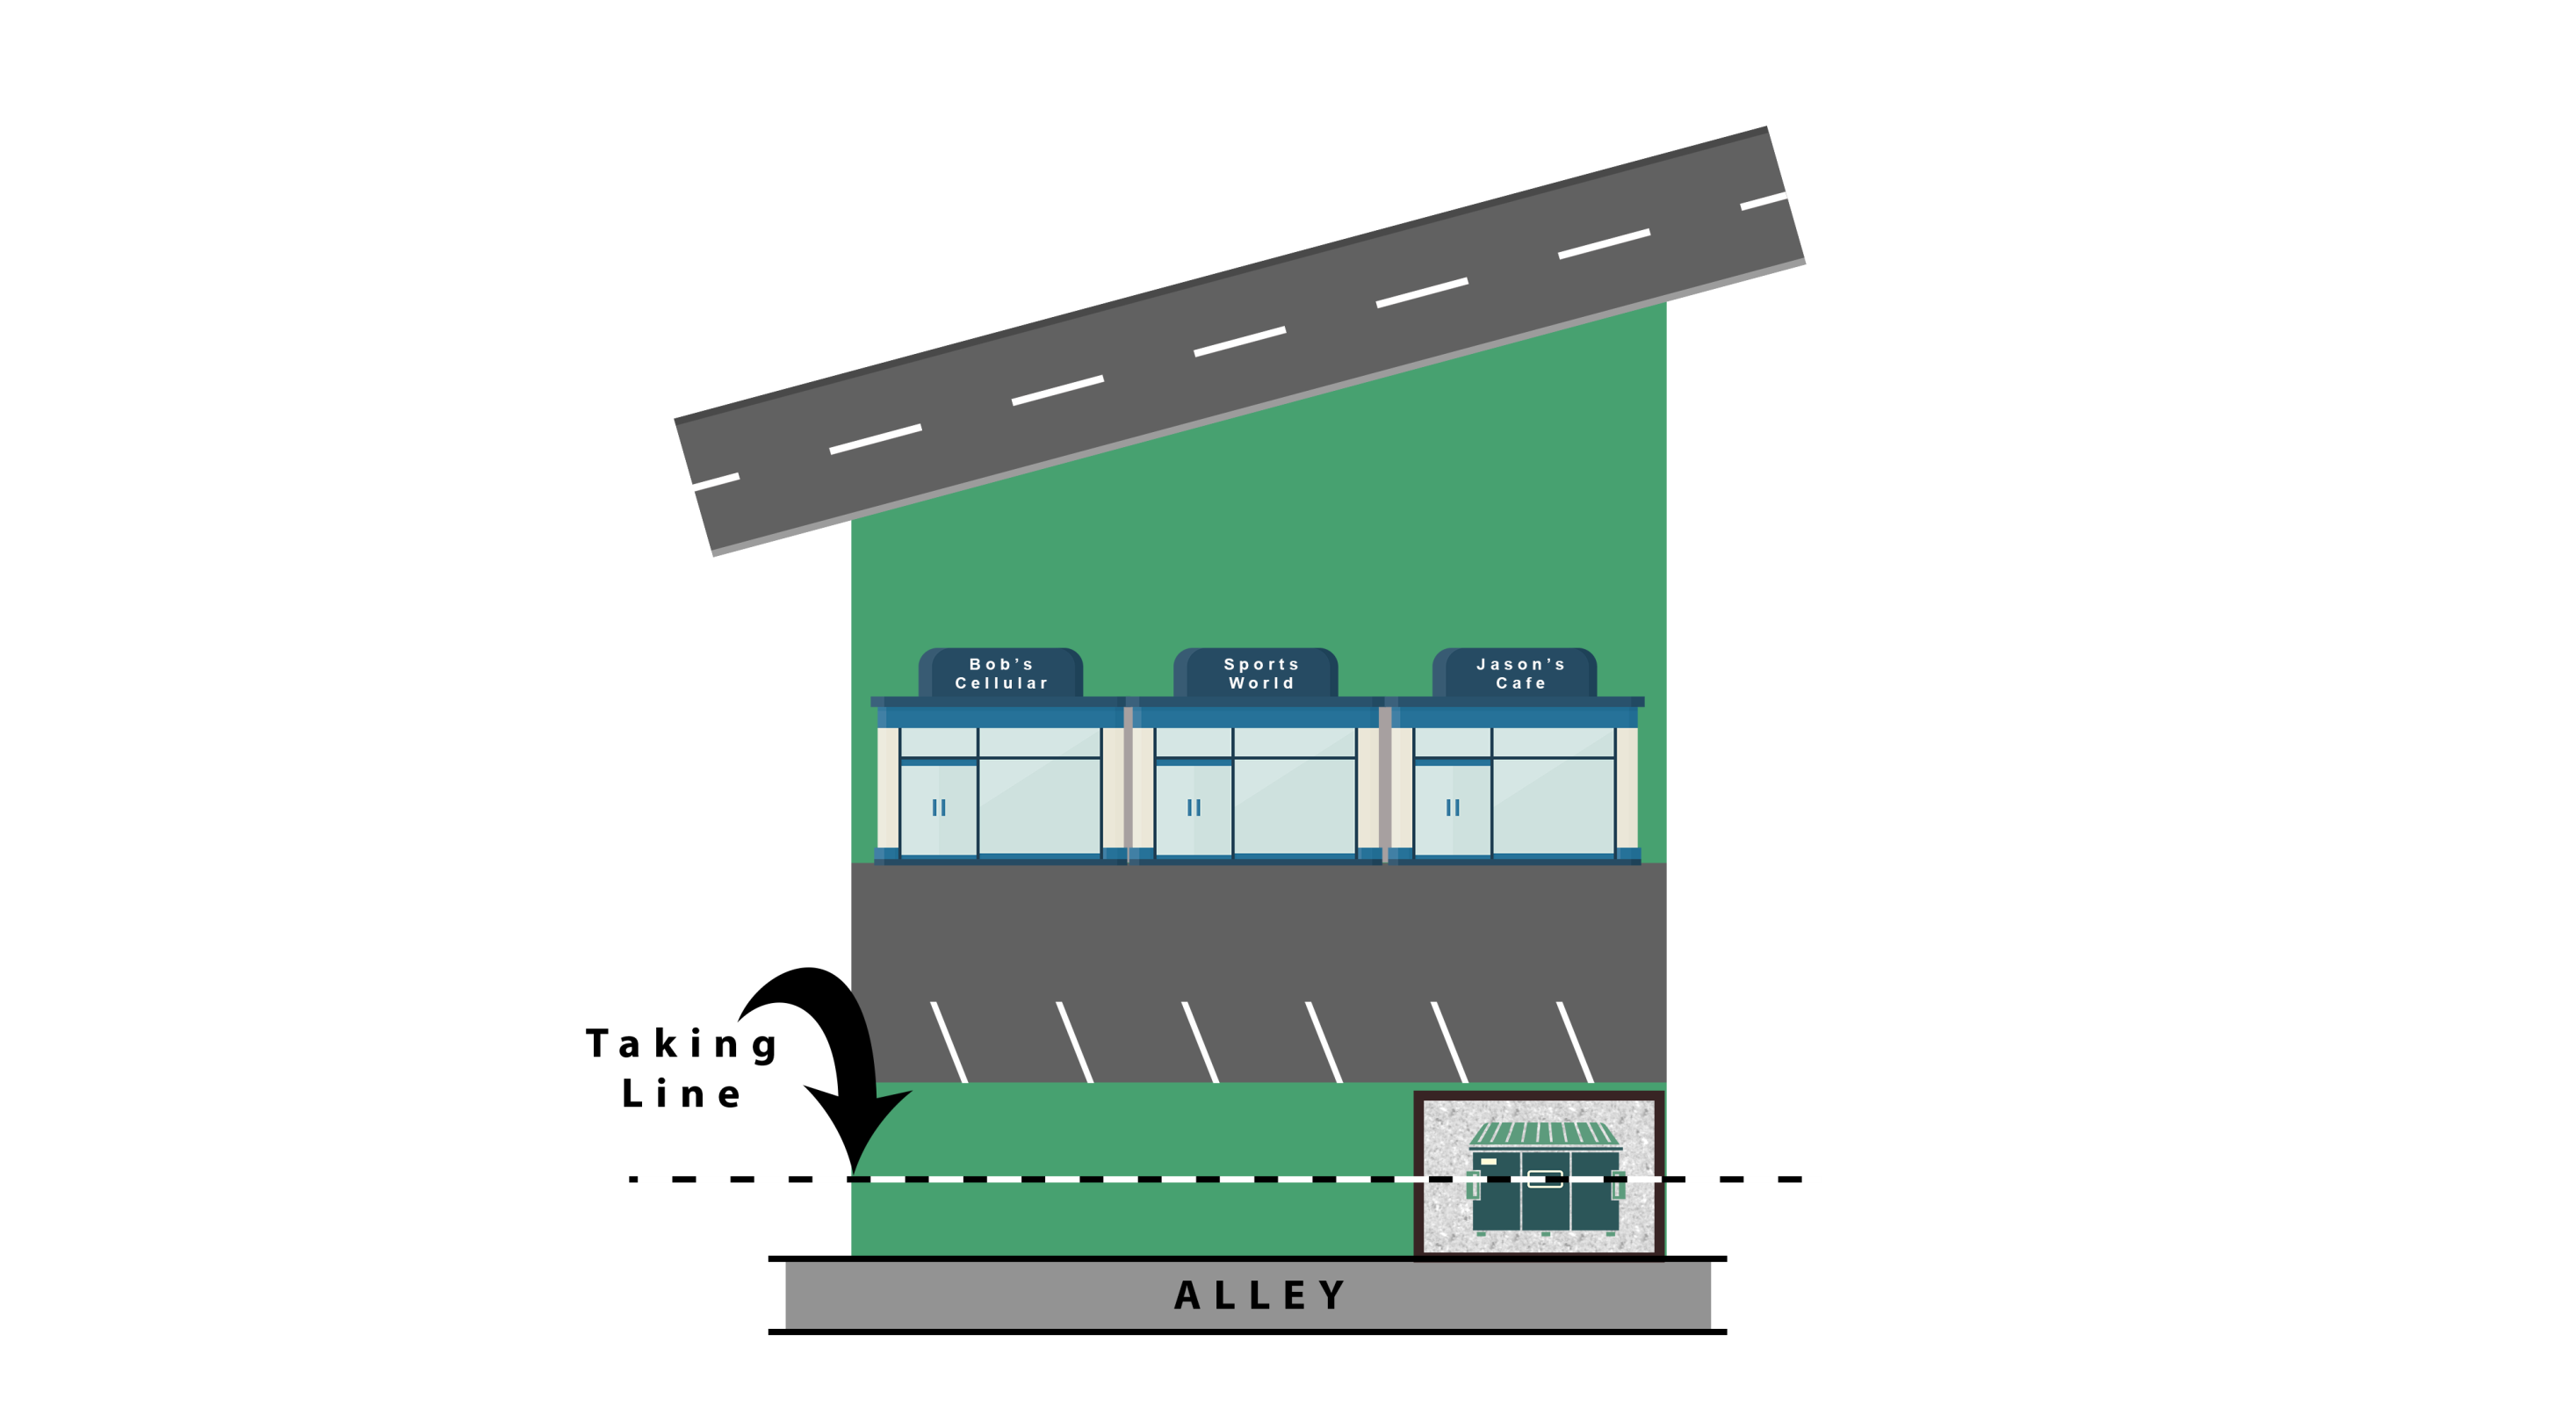 Bob's
Cellular
Sports
World
Jason's
Cafe
Taking
Line
ALLEY